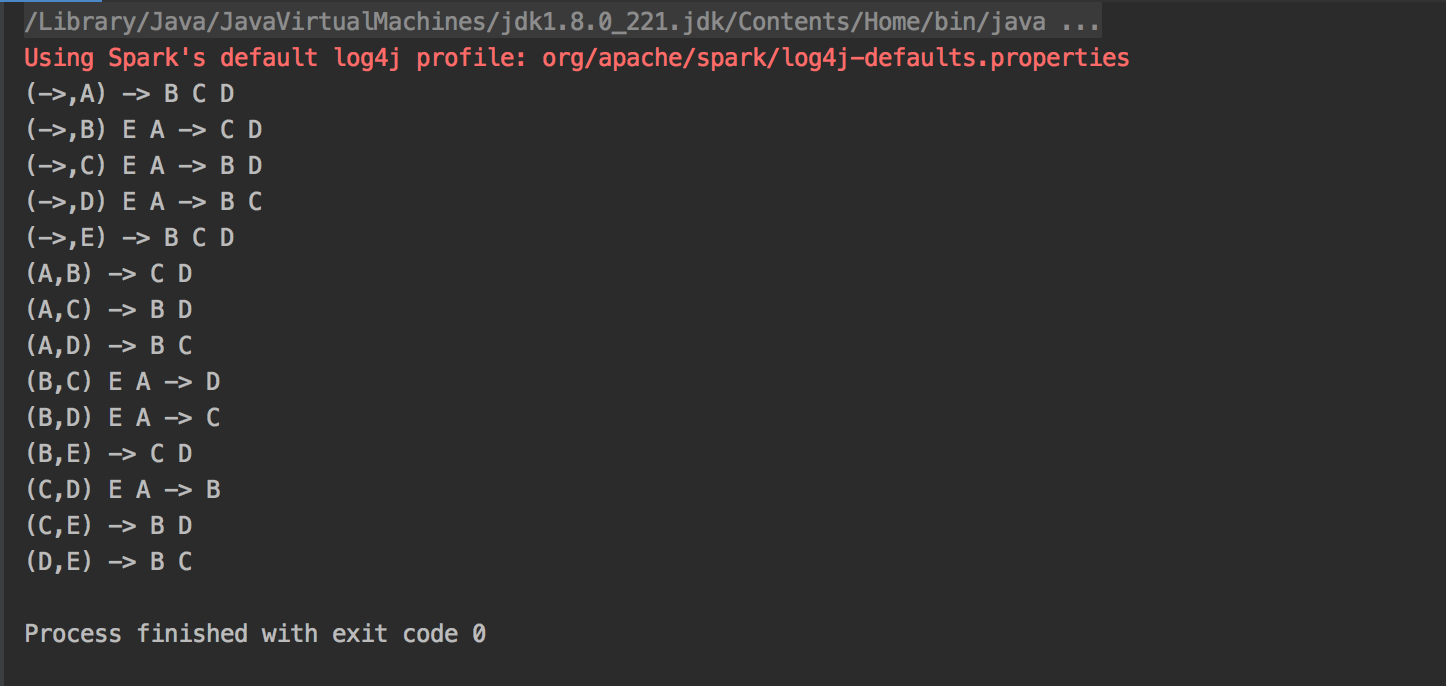 /Library/Java/JavaVirtualMachines/jdk1.8.0_221.jdk/Contents/Home/bin/java ...
Using Spark's default log4j profile: org/apache/spark/log4j-defaults.properties
(->,A) -> B C D
(->,B) E A -> C D
(->,C) E A -> B D
(->,D) E A -> B C
(->,E) -> B C D
(A,B) -> C D
(A,C) -> B D
(A,D) -> B C
(B,C) E A -> D
(B,D) E A -> C
(B,E) -> C D
(C,D) E A -> B
(C,E) -> B D
(D,E) -> B C
Process finished with exit code 0